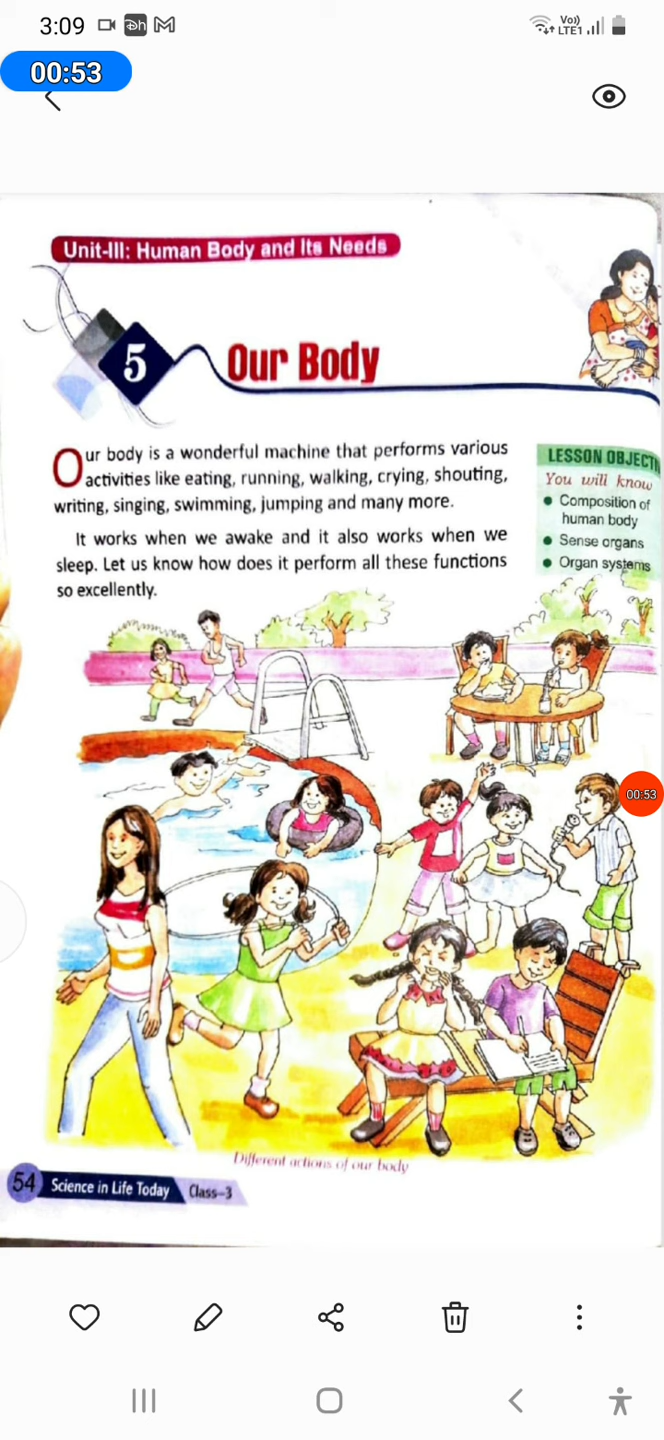 3:09
Vo))
LTE1
00:53
Unit-III: Human Body and Its Needs
5
Our Body
Our body is a wonderful machine that performs various
activities like eating, running, walking, crying, shouting,
writing, singing, swimming, jumping and many more.
It works when we awake and it also works when we
sleep. Let us know how does it perform all these functions
so excellently.
LESSON OBJECTI
You will know
• Composition of
human body
• Sense organs
• Organ systems
00:53
Different actions of our body
54
Science in Life Today
Class–3